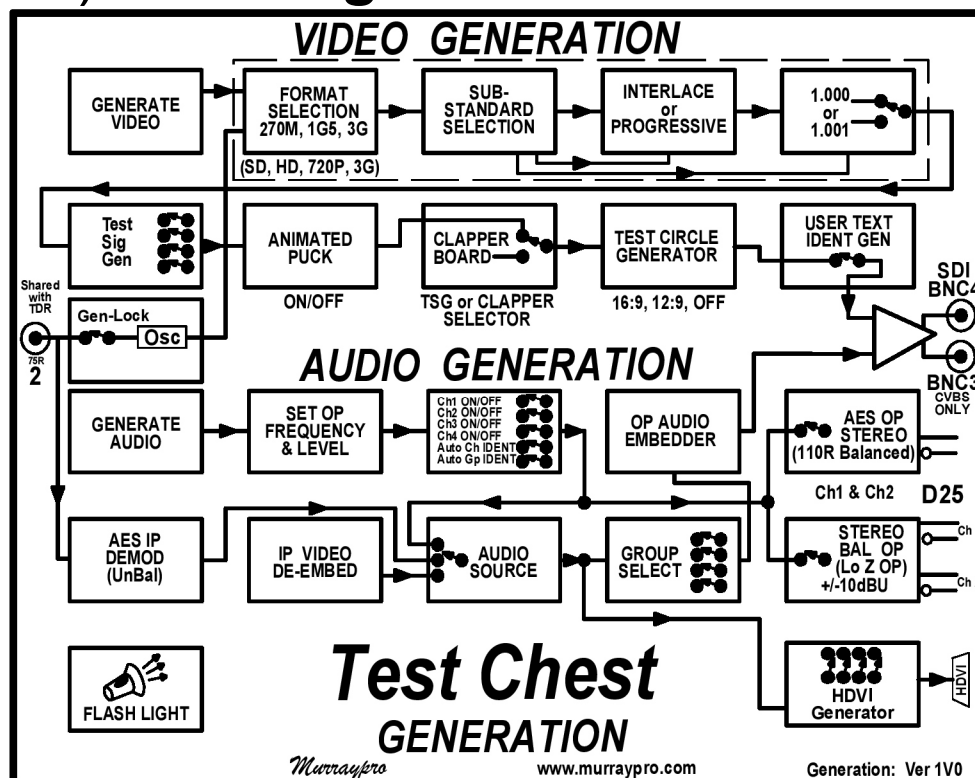 VIDEO GENERATION
GENERATE
VIDEO
FORMAT
SELECTION
270M, 1G5, 3G
(SD, HD, 720P, 3G)
SUB-
STANDARD
SELECTION
INTERLACE
or
PROGRESSIVE
1.000
or
1.001
Test
Sig
Gen
ANIMATED
PUCK
ON/OFF
CLAPPER
BOARD
TSG or CLAPPER
SELECTOR
TEST CIRCLE
GENERATOR
16:9, 12:9, OFF
USER TEXT
IDENT GEN
SDI
BNC4
BNC3
CVBS
ONLY
Shared
with
TDR
75R
2
Gen-Lock
Osc
AUDIO GENERATION
GENERATE
AUDIO
SET OP
FREQUENCY
& LEVEL
Ch1 ON/OFF
Ch2 ON/OFF
Ch3 ON/OFF
Ch4 ON/OFF
Auto Ch IDENT
Auto Gp IDENT
OP AUDIO
EMBEDDER
AES OP
STEREO
(110R Balanced)
Ch1 & Ch2
D25
AES IP
DEMOD
(UnBal)
IP VIDEO
DE-EMBED
AUDIO
SOURCE
GROUP
SELECT
STEREO
BAL OP
(Lo Z OP)
+/-10dBU
Ch
Ch
FLASH LIGHT
Test Chest
GENERATION
HDVI
Generator
HDVI
Murraypro
www.murraypro.com
Generation: Ver 1V0